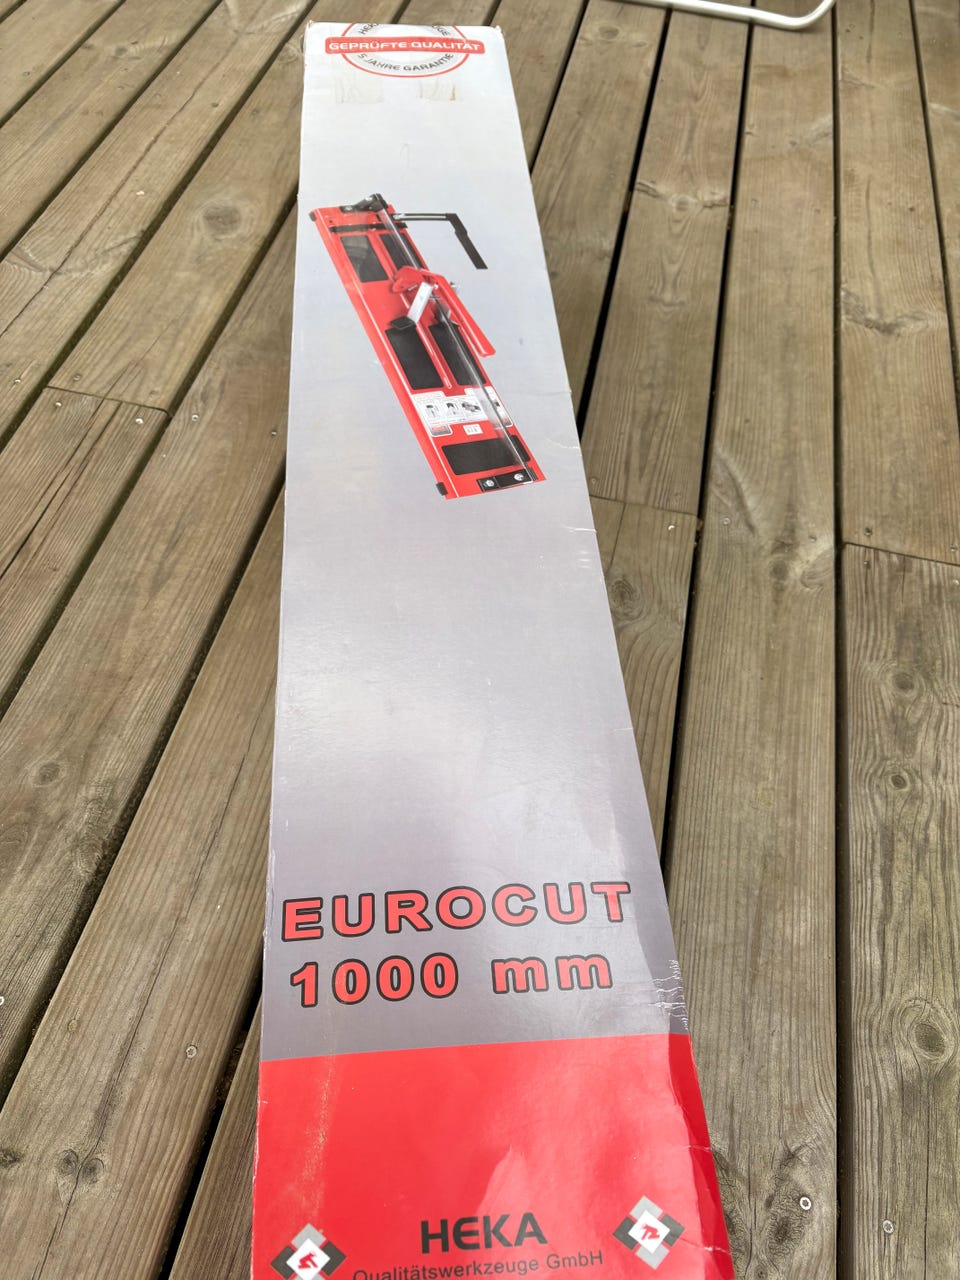 GEPRÜFTE QUALITÄT
5 JAHRE GARANTIE
EUROCUT
1000 mm
HEKA
Qualitätswerkzeuge GmbH